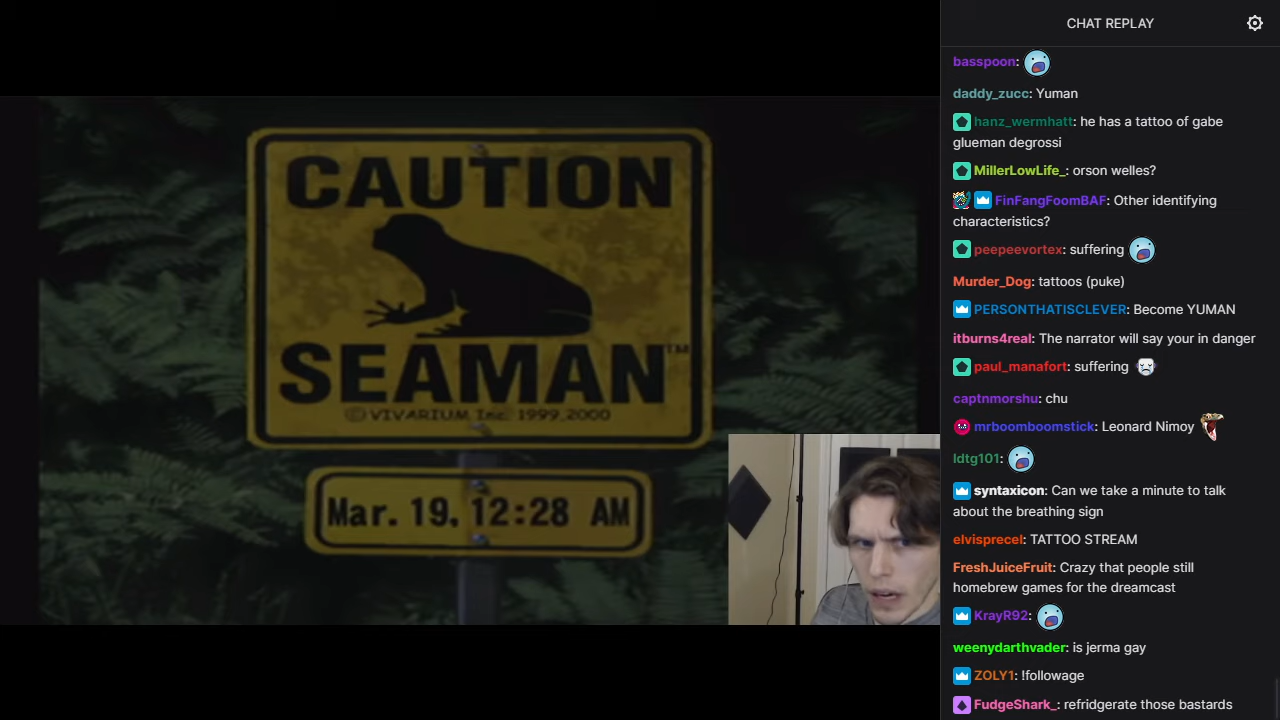 CAUTION
SEAMAN™
©VIVARIUM Inc. 1999,2000
Mar. 19, 12:28 AM
CHAT REPLAY
basspoon:
daddy_zucc: Yuman
hanz_wermhatt: he has a tattoo of gabe
glueman degrossi
MillerLowLife_: orson welles?
FinFangFoomBAF: Other identifying
characteristics?
peepeevortex: suffering
Murder_Dog: tattoos (puke)
PERSONTHATISCLEVER: Become YUMAN
itburns4real: The narrator will say your in danger
paul_manafort: suffering
captnmorshu: chu
mrboomboomstick: Leonard Nimoy
ldtg101:
syntaxicon: Can we take a minute to talk
about the breathing sign
elvisprecel: TATTOO STREAM
FreshJuiceFruit: Crazy that people still
homebrew games for the dreamcast
KrayR92:
weenydarthvader: is jerma gay
ZOLY1: !followage
FudgeShark_: refridgerate those bastards